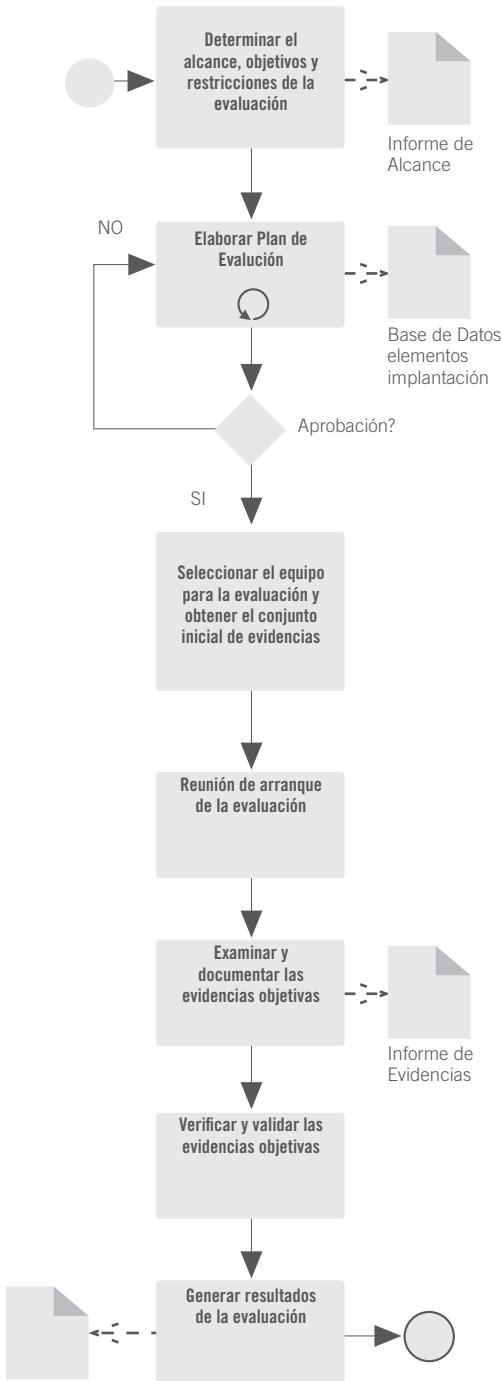 Determinar el
alcance, objetivos y
restricciones de la
evaluación
Informe de
Alcance
NO
Elaborar Plan de
Evalución
Base de Datos
elementos
implantación
Aprobación?
SI
Seleccionar el equipo
para la evaluación y
obtener el conjunto
inicial de evidencias
Reunión de arranque
de la evaluación
Examinar y
documentar las
evidencias objetivas
Informe de
Evidencias
Verificar y validar las
evidencias objetivas
Generar resultados
de la evaluación